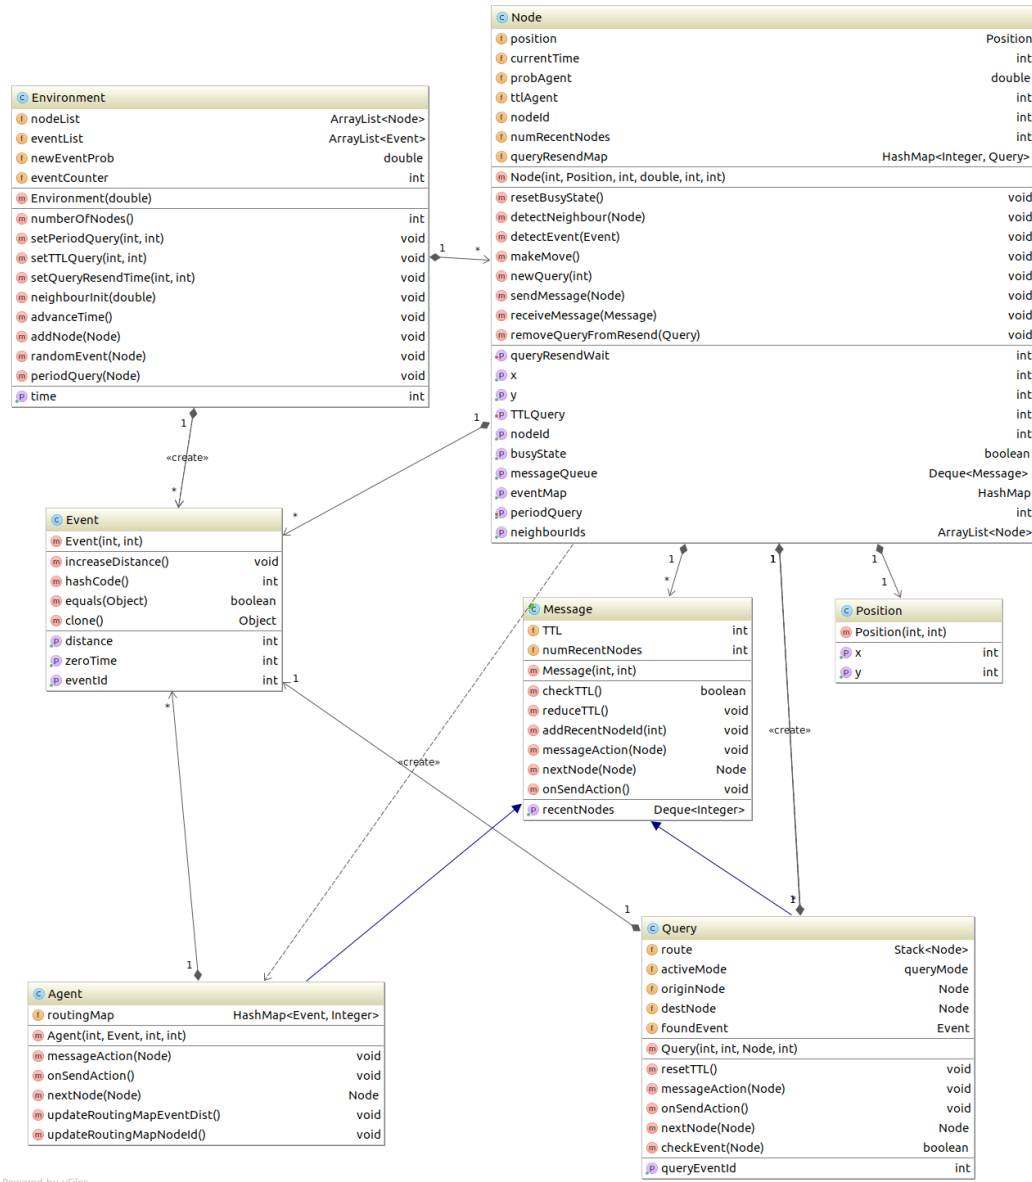 Node
position Position
currentTime int
probAgent double
ttlAgent int
nodeId int
numRecentNodes int
queryResendMap HashMap<Integer, Query>
Node(int, Position, int, double, int, int)
resetBusyState() void
detectNeighbour(Node) void
detectEvent(Event) void
makeMove() void
newQuery(int) void
sendMessage(Node) void
receiveMessage(Message) void
removeQueryFromResend(Query) void
queryResendWait int
x int
y int
TTLQuery int
nodeId int
busyState boolean
messageQueue Deque<Message>
eventMap HashMap
periodQuery int
neighbourIds ArrayList<Node>
Environment
nodeList ArrayList<Node>
eventList ArrayList<Event>
newEventProb double
eventCounter int
Environment(double)
numberOfNodes() int
setPeriodQuery(int, int) void
setTTLQuery(int, int) void
setQueryResendTime(int, int) void
neighbourInit(double) void
advanceTime() void
addNode(Node) void
randomEvent(Node) void
periodQuery(Node) void
time int
1 *
1
«create»
*
1
*
Event
Event(int, int)
increaseDistance() void
hashCode() int
equals(Object) boolean
clone() Object
distance int
zeroTime int
eventId int
1
*
1
1
1
Message
TTL int
numRecentNodes int
Message(int, int)
checkTTL() boolean
reduceTTL() void
addRecentNodeId(int) void
messageAction(Node) void
nextNode(Node) Node
onSendAction() void
recentNodes Deque<Integer>
Position
Position(int, int)
x int
y int
1
*
«create»
«create»
1
1
Agent
routingMap HashMap<Event, Integer>
Agent(int, Event, int, int)
messageAction(Node) void
onSendAction() void
nextNode(Node) Node
updateRoutingMapEventDist() void
updateRoutingMapNodeId() void
Query
route Stack<Node>
activeMode queryMode
originNode Node
destNode Node
foundEvent Event
Query(int, int, Node, int)
resetTTL() void
messageAction(Node) void
onSendAction() void
nextNode(Node) Node
checkEvent(Node) boolean
queryEventId int